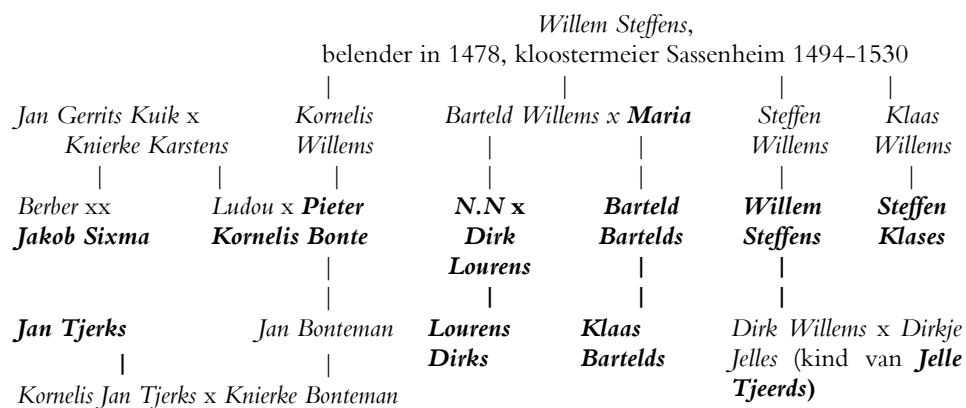 Willem Steffens,
belender in 1478, kloostermeier Sassenheim 1494-1530
| | | |
Jan Gerrits Kuik x Kornelis Barteld Willems x Maria Steffen Klaas
Knierke Karstens Willems | | Willems Willems
| | | | | | |
Berber xx Ludou x Pieter N.N x Barteld Willem Steffen
Jakob Sixma Kornelis Bonte Dirk Bartelds Steffens Klases
| Lourens | |
| | | |
Jan Tjerks Jan Bonteman Lourens Klaas Dirk Willems x Dirkje
| | Dirks Bartelds Jelles (kind van Jelle
Kornelis Jan Tjerks x Knierke Bonteman Tjeerds)